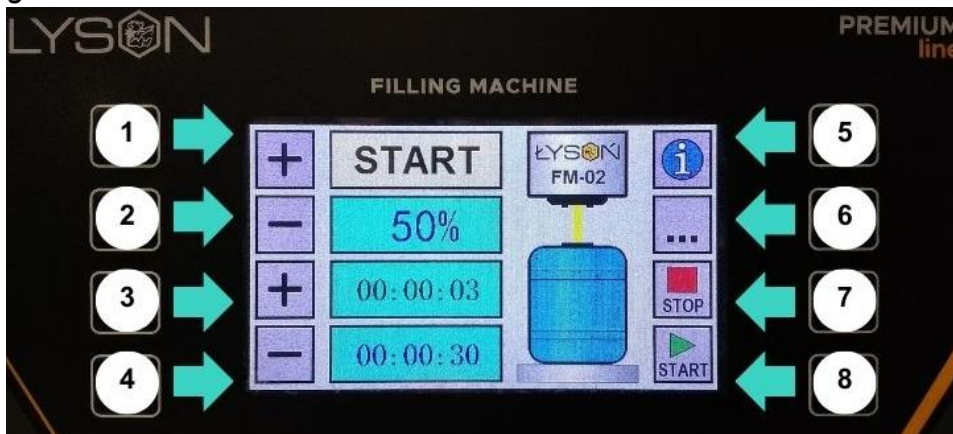 LYSON
PREMIUM
line
FILLING MACHINE
1
5
+
START
ŁYSOŃ
FM-02
i
2
6
−
50%
...
3
7
+
00:00:03
STOP
4
8
−
00:00:30
START